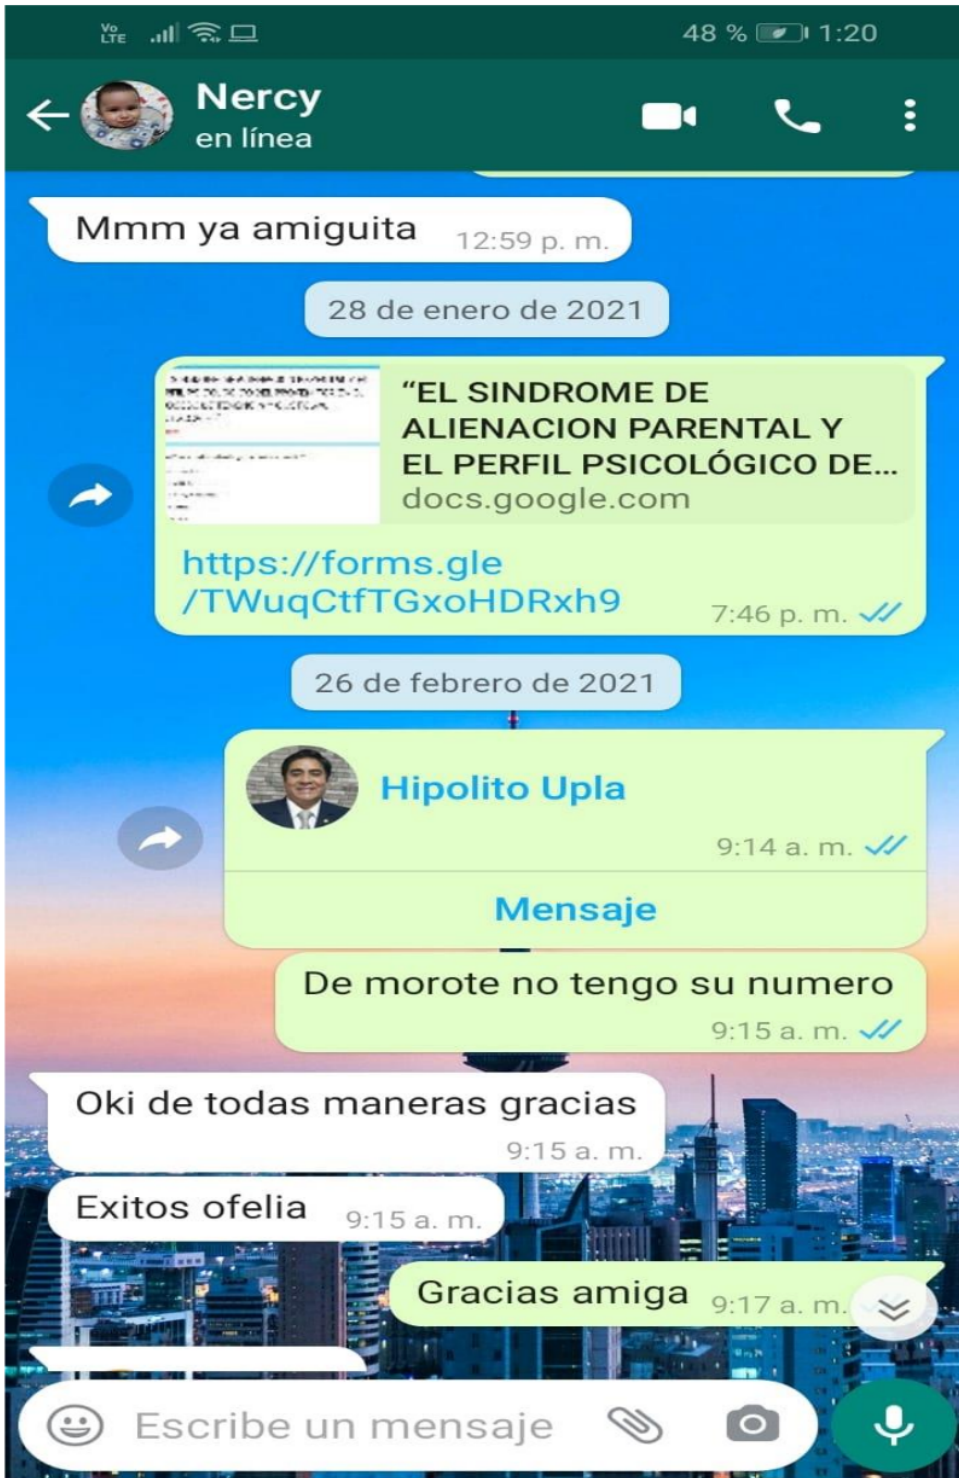 Vo
LTE
48 % 1:20
Nercy
en línea
Mmm ya amiguita 12:59 p. m.
28 de enero de 2021
“EL SINDROME DE
ALIENACION PARENTAL Y
EL PERFIL PSICOLÓGICO DE...
docs.google.com
https://forms.gle
/TWuqCtfTGxoHDRxh9 7:46 p. m.
26 de febrero de 2021
Hipolito Upla
9:14 a. m.
Mensaje
De morote no tengo su numero
9:15 a. m.
Oki de todas maneras gracias
9:15 a. m.
Exitos ofelia 9:15 a. m.
Gracias amiga 9:17 a. m.
Escribe un mensaje